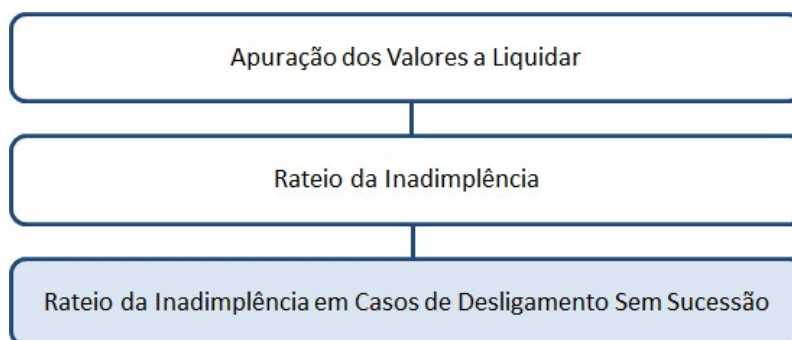 Apuração dos Valores a Liquidar
Rateio da Inadimplência
Rateio da Inadimplência em Casos de Desligamento Sem Sucessão